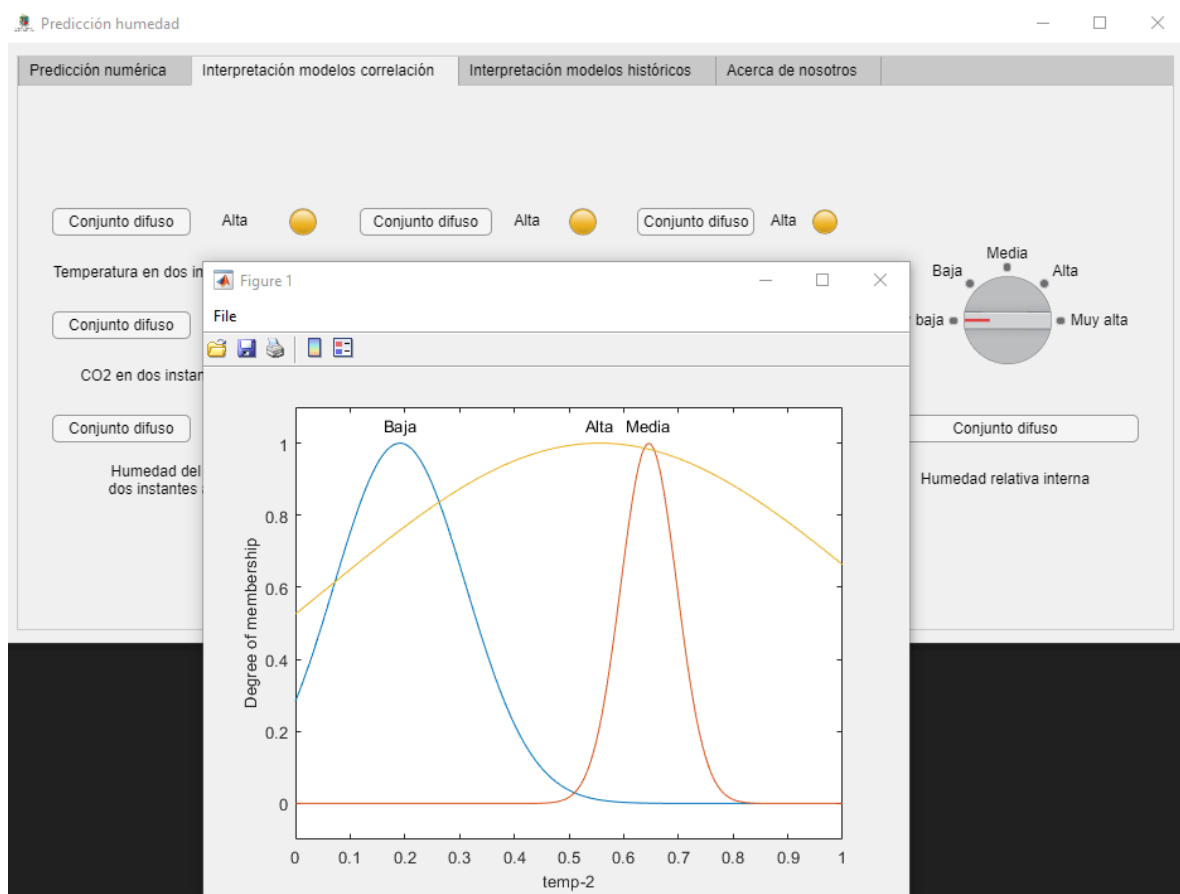 Predicción humedad
Predicción numérica Interpretación modelos correlación Interpretación modelos históricos Acerca de nosotros
Conjunto difuso Alta Conjunto difuso Alta Conjunto difuso Alta
Temperatura en dos in
Conjunto difuso
CO2 en dos instan
Conjunto difuso
Humedad del
dos instantes
Media
Baja Alta
baja Muy alta
Conjunto difuso
Humedad relativa interna
Figure 1
File
Baja Alta Media
1
0.8
0.6
0.4
0.2
0
Degree of membership
0 0.1 0.2 0.3 0.4 0.5 0.6 0.7 0.8 0.9 1
temp-2